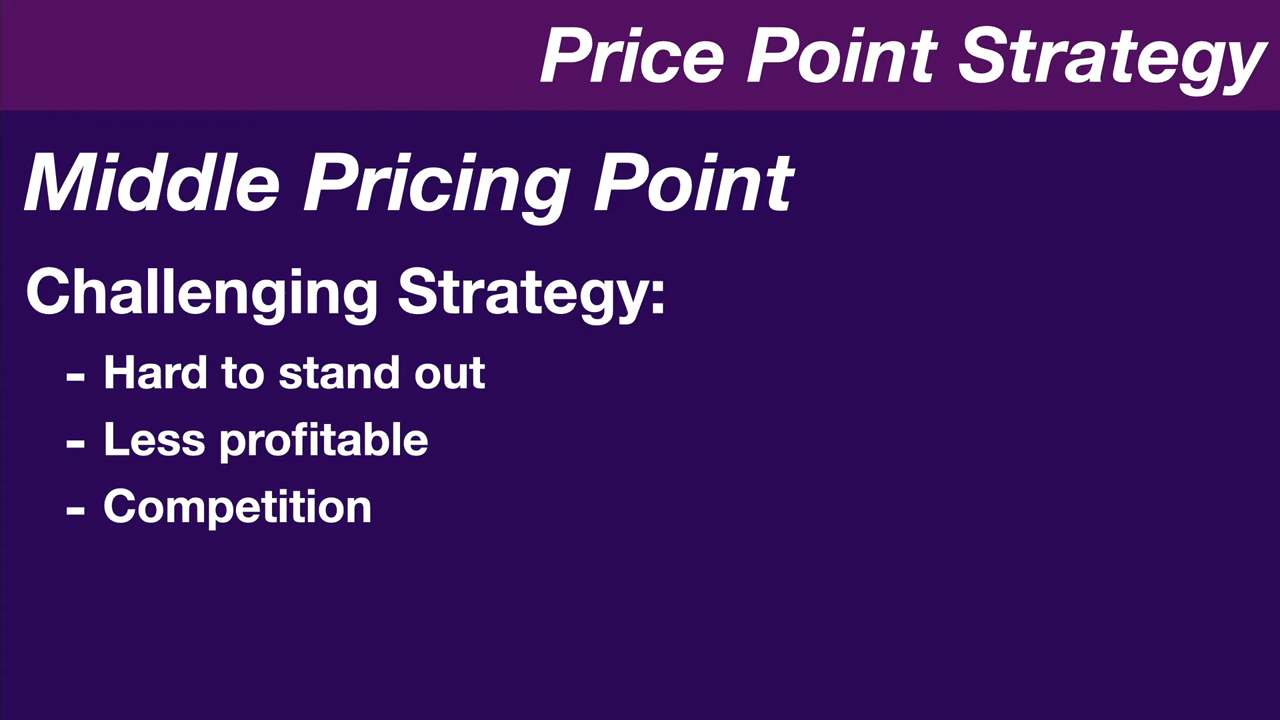 Price Point Strategy
Middle Pricing Point
Challenging Strategy:
- Hard to stand out
- Less profitable
- Competition